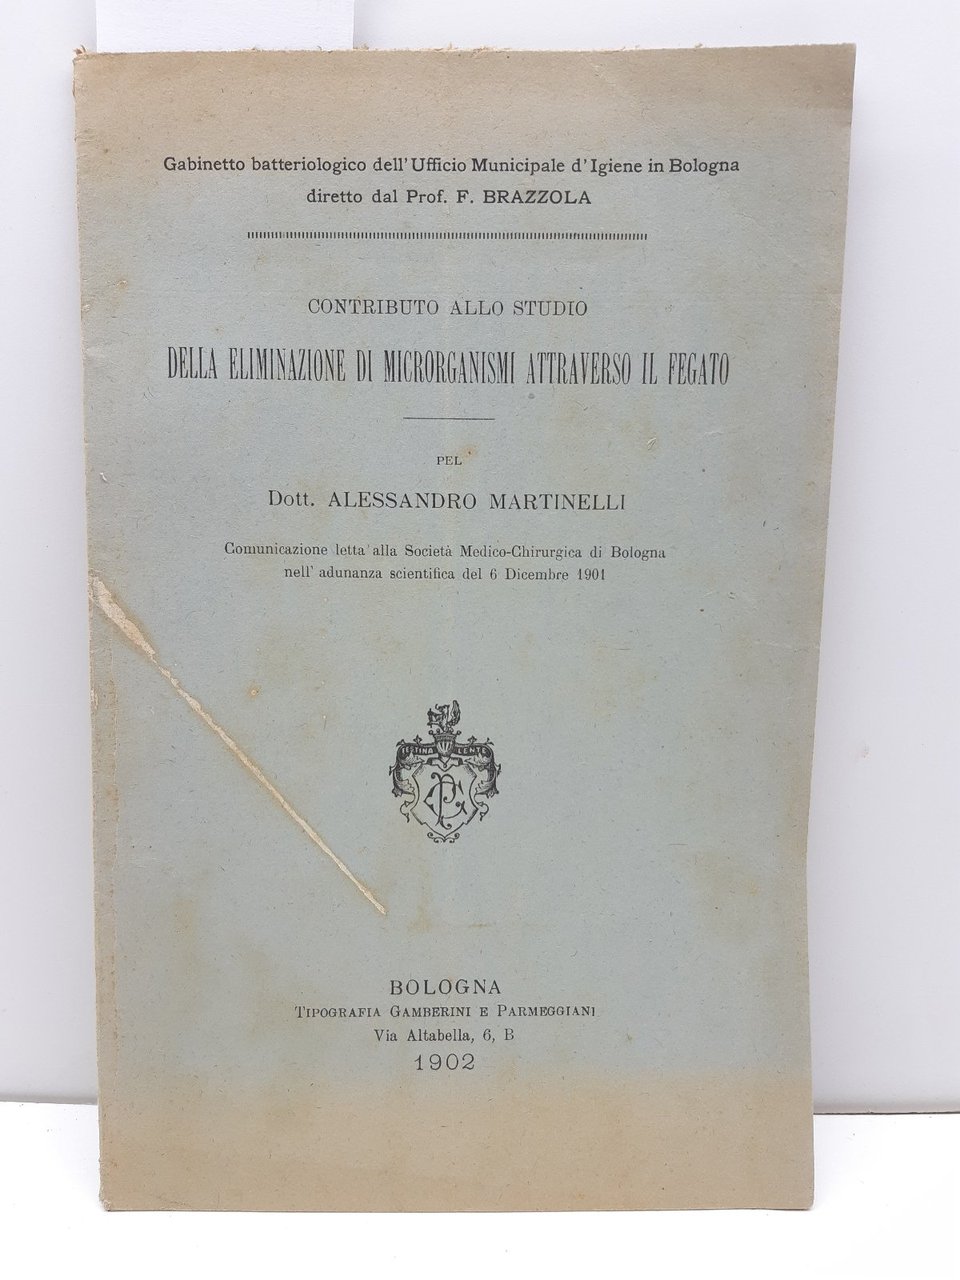 Gabinetto batteriologico dell'Ufficio Municipale d'Igiene in Bologna
diretto dal Prof. F. BRAZZOLA
CONTRIBUTO ALLO STUDIO
DELLA ELIMINAZIONE DI MICRORGANISMI ATTRAVERSO IL FEGATO
PEL
Dott. ALESSANDRO MARTINELLI
Comunicazione letta alla Società Medico-Chirurgica di Bologna
nell' adunanza scientifica del 6 Dicembre 1901
FESTINA LENTE
BOLOGNA
TIPOGRAFIA GAMBERINI E PARMEGGIANI
Via Altabella, 6, B
1902